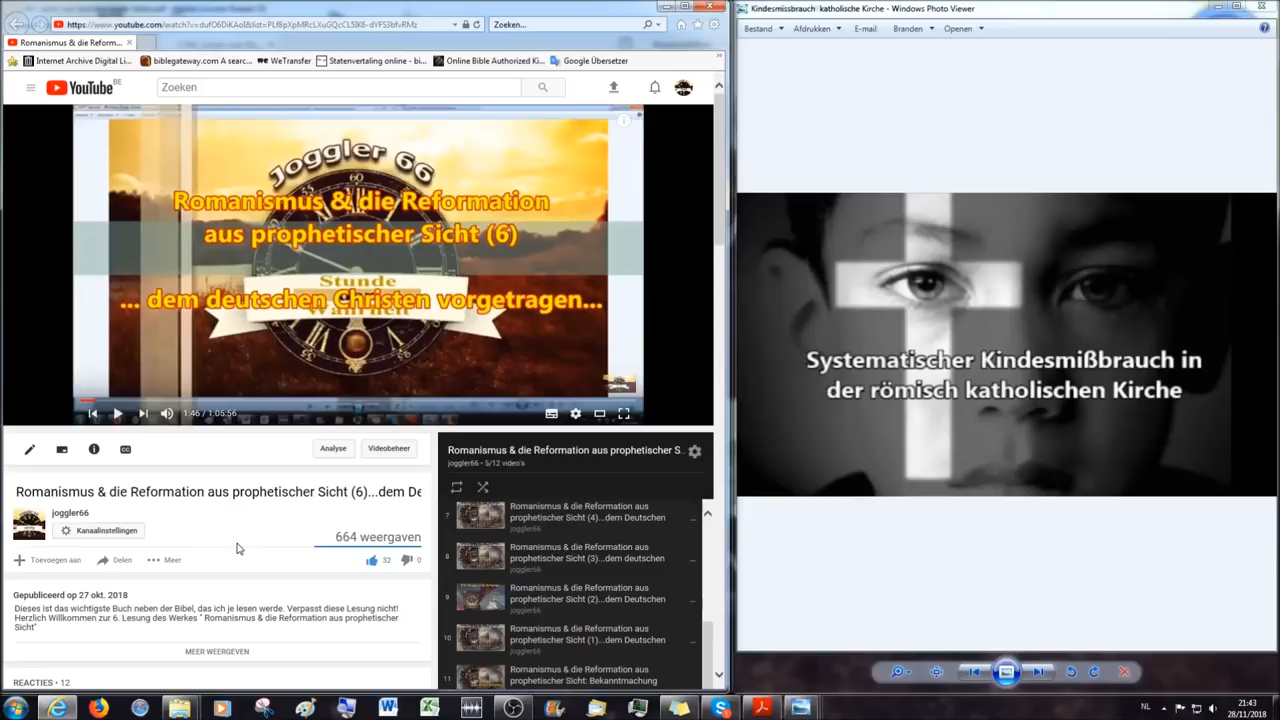 https://www.youtube.com/watch?v=dufO6DiKAoI&list=PLf8pXpMRcLXuGQcCL5IK6-dYFS3bfvRMz
Zoeken...
Romanismus & die Reform...
Internet Archive Digital Li...
biblegateway.com A searc...
WeTransfer
Statenvertaling online - bi...
Online Bible Authorized Ki...
Google Übersetzer
YouTube BE
Zoeken
Joggler 66
60
Romanismus & die Reformation
aus prophetischer Sicht (6)
Stunde
... dem deutschen Christen vorgetragen...
1:46 / 1:05:56
Analyse
Videobeheer
Romanismus & die Reformation aus prophetischer Sicht (6)...dem De
joggler66
Kanaalinstellingen
664 weergaven
Toevoegen aan
Delen
Meer
32
0
Gepubliceerd op 27 okt. 2018
Dieses ist das wichtigste Buch neben der Bibel, das ich je lesen werde. Verpasst diese Lesung nicht!
Herzlich Willkommen zur 6. Lesung des Werkes " Romanismus & die Reformation aus prophetischer
Sicht"
MEER WEERGEVEN
REACTIES • 12
Romanismus & die Reformation aus prophetischer S...
joggler66 • 5/12 video's
7
Romanismus & die Reformation aus
prophetischer Sicht (4)...dem Deutschen
joggler66
8
Romanismus & die Reformation aus
prophetischer Sicht (3)...dem deutschen
joggler66
9
Romanismus & die Reformation aus
prophetischer Sicht (2)...dem Deutschen
joggler66
10
Romanismus & die Reformation aus
prophetischer Sicht (1)...dem Deutschen
joggler66
11
Romanismus & die Reformation aus
prophetischer Sicht: Bekanntmachung
Kindesmissbrauch katholische Kirche - Windows Photo Viewer
Bestand
Afdrukken
E-mail
Branden
Openen
Systematischer Kindesmißbrauch in
der römisch katholischen Kirche
NL
21:43
28/11/2018